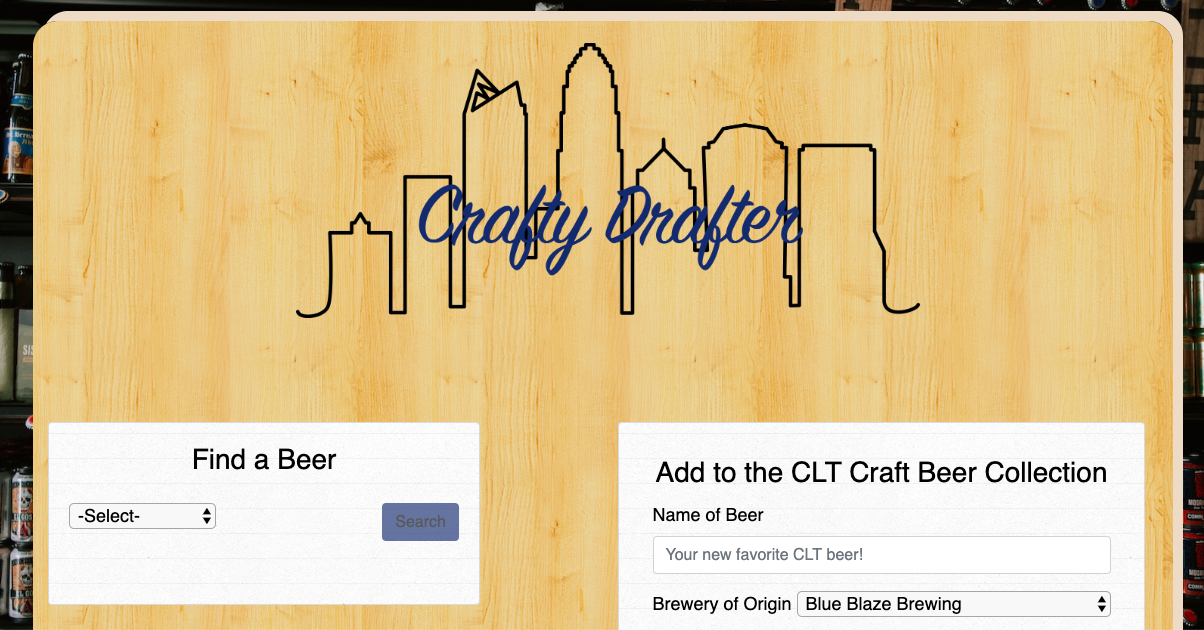 Crafty Drafter
Find a Beer
-Select-
Search
Add to the CLT Craft Beer Collection
Name of Beer
Your new favorite CLT beer!
Brewery of Origin
Blue Blaze Brewing